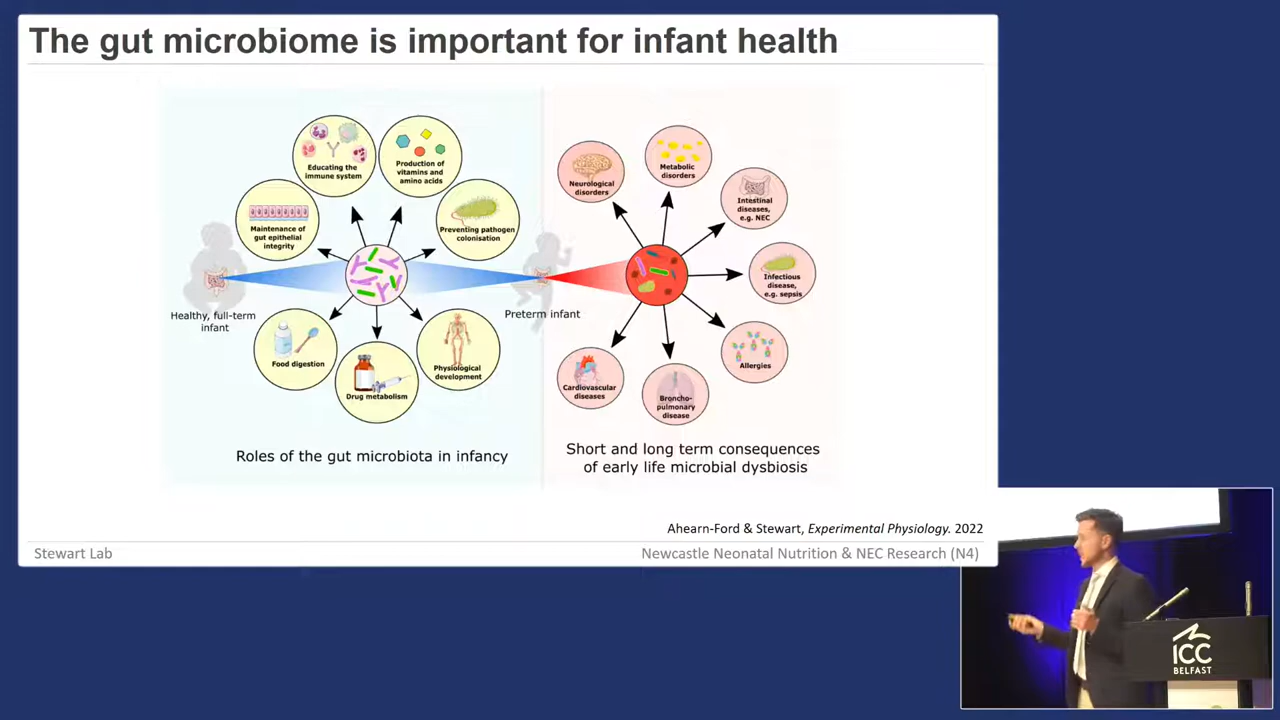 The gut microbiome is important for infant health
Educating the
immune system
Production of
vitamins and
amino acids
Maintenance of
gut epithelial
integrity
Preventing pathogen
colonisation
Healthy, full-term
infant
Food digestion
Drug metabolism
Physiological
development
Preterm infant
Roles of the gut microbiota in infancy
Neurological
disorders
Metabolic
disorders
Intestinal
diseases,
e.g. NEC
Infectious
disease,
e.g. sepsis
Allergies
Broncho-
pulmonary
disease
Cardiovascular
diseases
Short and long term consequences
of early life microbial dysbiosis
Ahearn-Ford & Stewart, Experimental Physiology. 2022
Stewart Lab
Newcastle Neonatal Nutrition & NEC Research (N4)
ICC
BELFAST